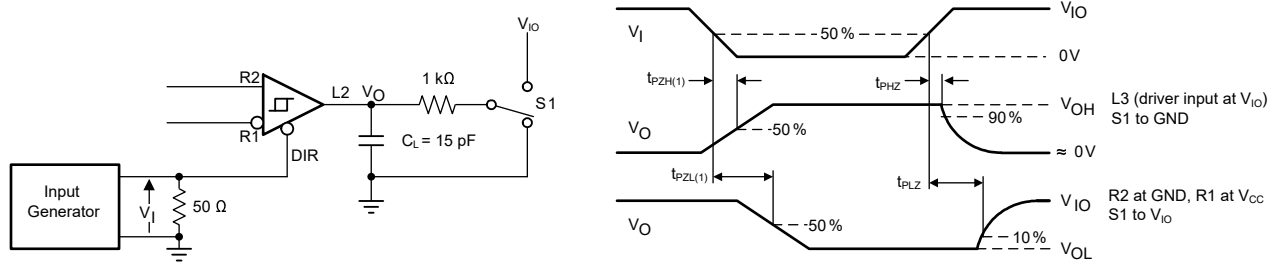 V_IO
R2
R1
L2
V_O
1 kΩ
S1
C_L = 15 pF
DIR
Input
Generator
V_I
50 Ω
V_I
50 %
V_IO
0V
t_PZH(1)
t_PHZ
V_O
50 %
V_OH
90 %
≈ 0V
L3 (driver input at V_IO)
S1 to GND
t_PZL(1)
t_PLZ
V_O
50 %
V_IO
10 %
V_OL
R2 at GND, R1 at V_CC
S1 to V_IO